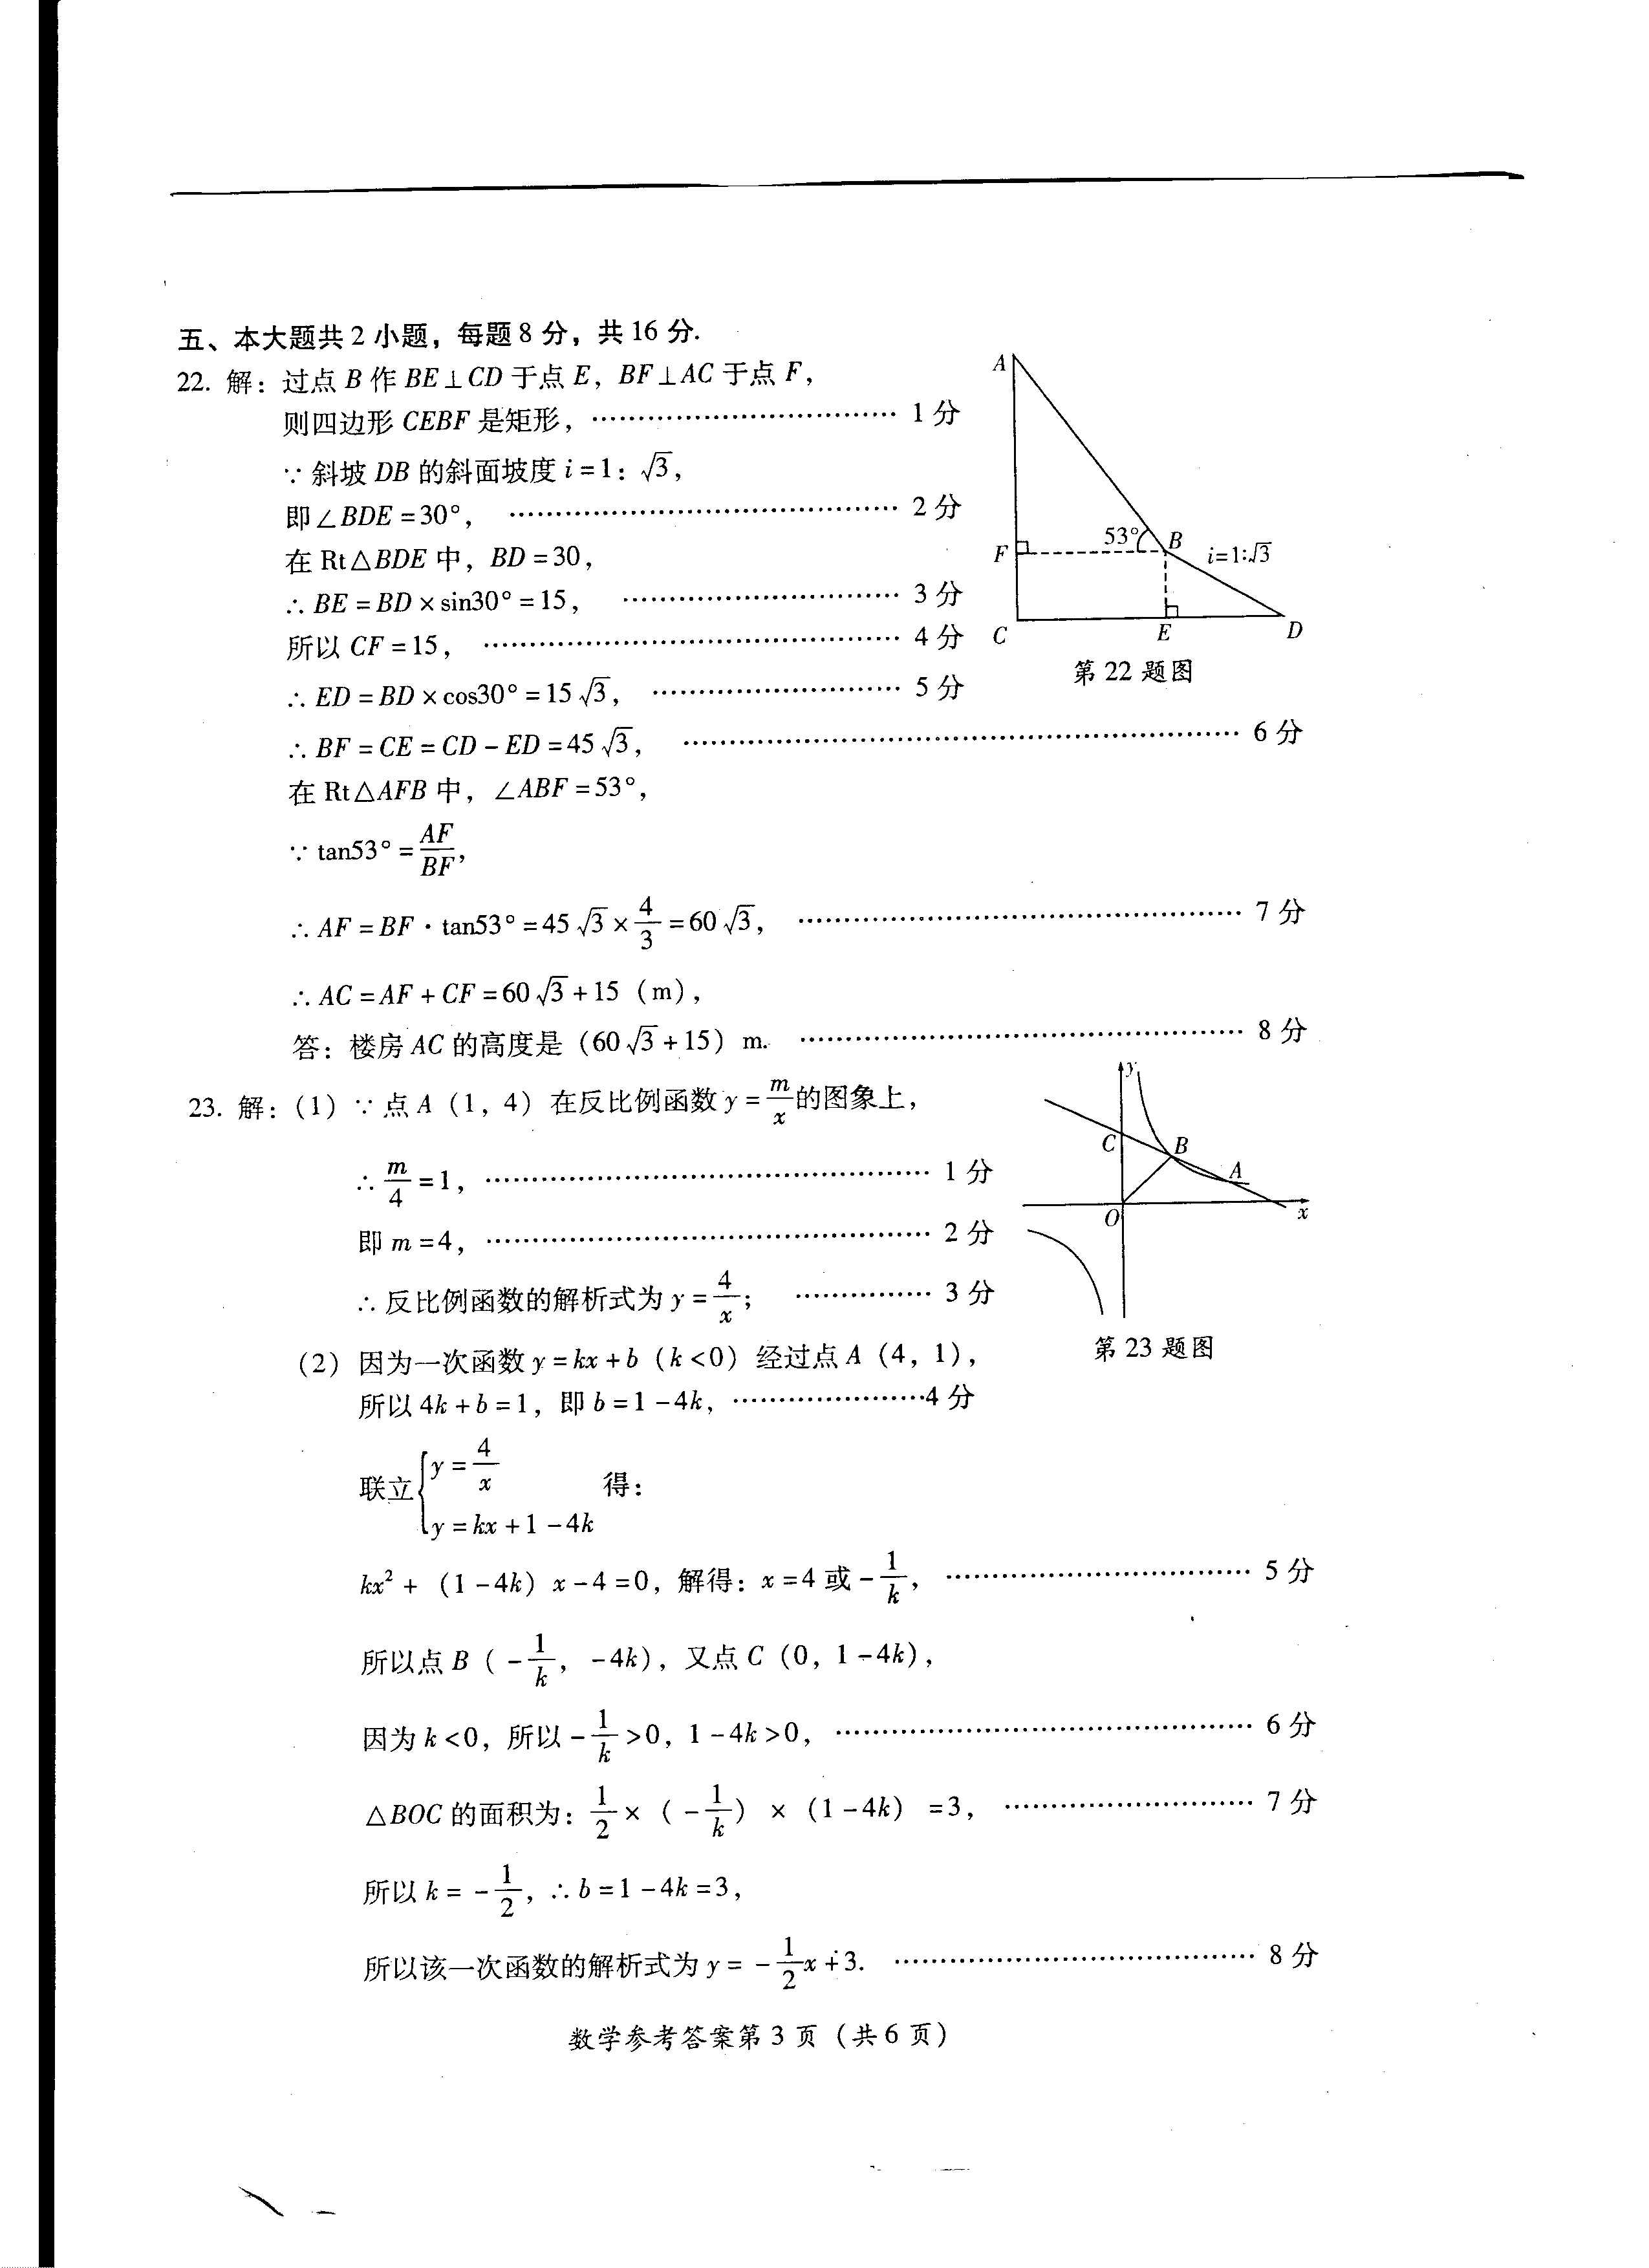 五、本大题共2小题，每题8分，共16分.
22. 解：过点B作BE⊥CD于点E，BF⊥AC于点F，
则四边形CEBF是矩形，……………………………… 1分
∵斜坡DB的斜面坡度i=1：√3，
即∠BDE=30°，……………………………………… 2分
在Rt△BDE中，BD=30，
∴BE=BD×sin30°=15，…………………………… 3分
所以CF=15，………………………………………… 4分
∴ED=BD×cos30°=15√3，………………………… 5分
∴BF=CE=CD-ED=45√3，………………………………………………………… 6分
在Rt△AFB中，∠ABF=53°，
∵tan53°=AF/BF，
∴AF=BF·tan53°=45√3×4/3=60√3，…………………………………………… 7分
∴AC=AF+CF=60√3+15（m），
答：楼房AC的高度是（60√3+15）m. …………………………………………… 8分
A
F
53°
B
i=1:√3
C
E
D
第22题图
23. 解：（1）∵点A（1，4）在反比例函数y=m/x的图象上，
∴m/4=1，…………………………………………… 1分
即m=4，…………………………………………… 2分
∴反比例函数的解析式为y=4/x；…………… 3分
y
C
B
A
O
x
第23题图
（2）因为一次函数y=kx+b（k<0）经过点A（4，1），
所以4k+b=1，即b=1-4k，…………………4分
联立{y=4/x
y=kx+1-4k
得：
kx²+（1-4k）x-4=0，解得：x=4或-1/k，……………………………… 5分
所以点B（-1/k，-4k），又点C（0，1-4k），
因为k<0，所以-1/k>0，1-4k>0，………………………………………… 6分
△BOC的面积为：1/2×（-1/k）×（1-4k）=3，……………………… 7分
所以k=-1/2，∴b=1-4k=3，
所以该一次函数的解析式为y=-1/2x+3. …………………………………… 8分
数学参考答案第3页（共6页）